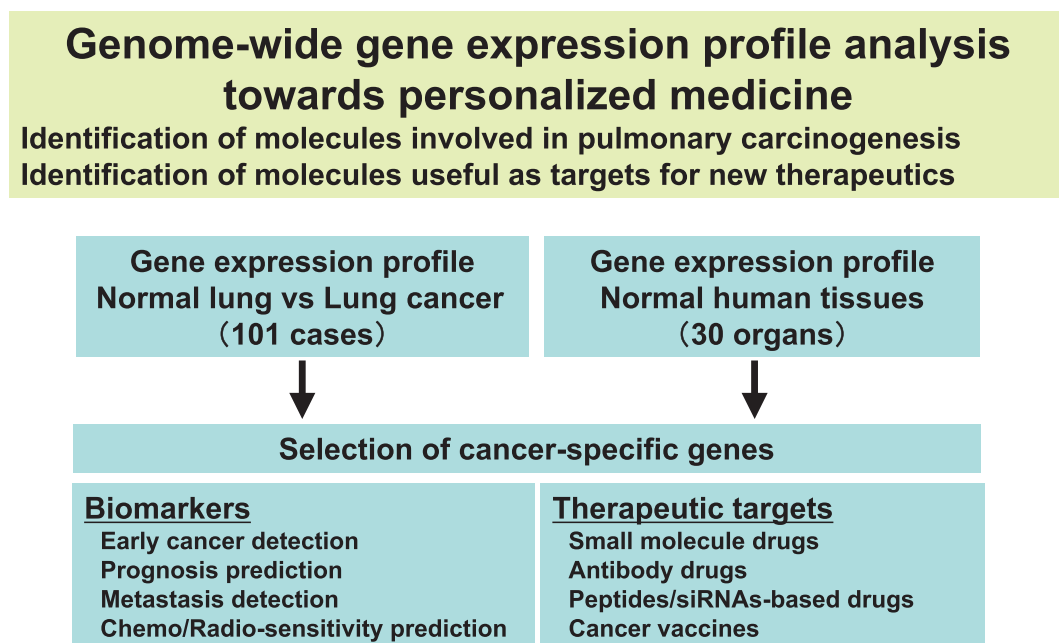 Genome-wide gene expression profile analysis
towards personalized medicine
Identification of molecules involved in pulmonary carcinogenesis
Identification of molecules useful as targets for new therapeutics
Gene expression profile
Normal lung vs Lung cancer
（101 cases）
Gene expression profile
Normal human tissues
（30 organs）
Selection of cancer-specific genes
Biomarkers
Early cancer detection
Prognosis prediction
Metastasis detection
Chemo/Radio-sensitivity prediction
Therapeutic targets
Small molecule drugs
Antibody drugs
Peptides/siRNAs-based drugs
Cancer vaccines